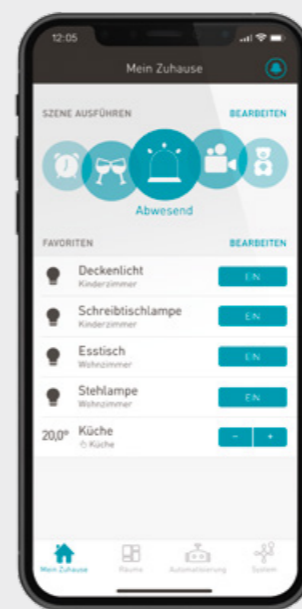 12:05
Mein Zuhause
SZENE AUSFÜHREN BEARBEITEN
Abwesend
FAVORITEN BEARBEITEN
Deckenlicht EIN
Kinderzimmer
Schreibtischlampe EIN
Kinderzimmer
Esstisch EIN
Wohnzimmer
Stehlampe EIN
Wohnzimmer
20,0° Küche - +
Küche
Mein Zuhause Räume Automatisierung System